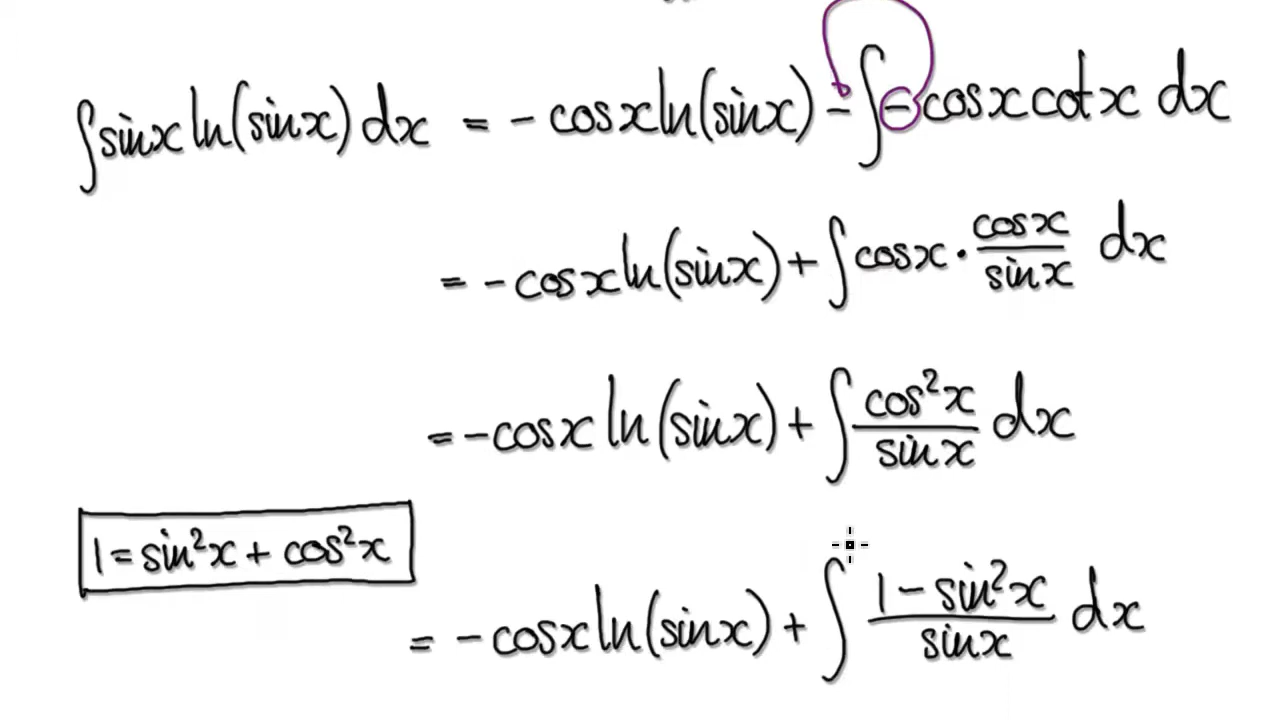 ∫ sinx ln(sinx) dx = - cosx ln(sinx) - ∫ - cosx cotx dx
= - cosx ln(sinx) + ∫ cosx · cosx/sinx dx
= - cosx ln(sinx) + ∫ cos²x/sinx dx
1 = sin²x + cos²x
= - cosx ln(sinx) + ∫ (1 - sin²x)/sinx dx